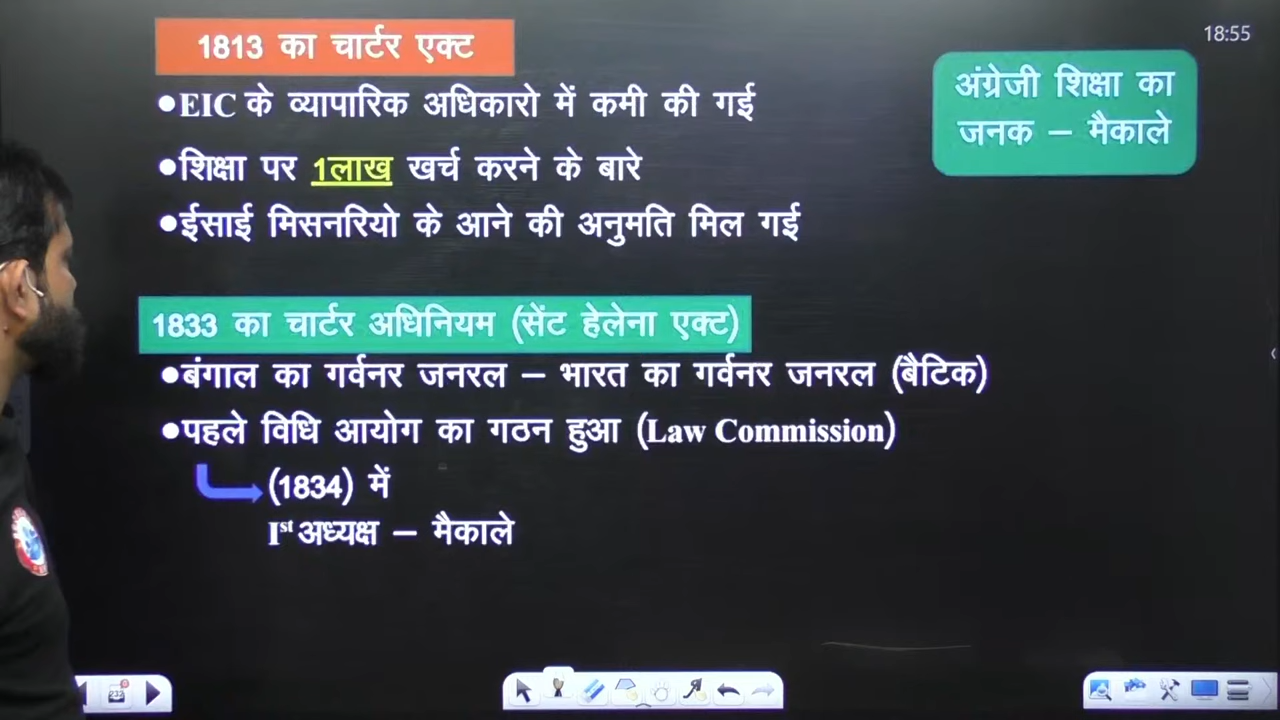 18:55
1813 का चार्टर एक्ट
अंग्रेजी शिक्षा का
जनक – मैकाले
•EIC के व्यापारिक अधिकारो में कमी की गई
•शिक्षा पर 1लाख खर्च करने के बारे
•ईसाई मिसनरियो के आने की अनुमति मिल गई
1833 का चार्टर अधिनियम (सेंट हेलेना एक्ट)
•बंगाल का गर्वनर जनरल – भारत का गर्वनर जनरल (बैटिक)
•पहले विधि आयोग का गठन हुआ (Law Commission)
(1834) में
Ist अध्यक्ष – मैकाले